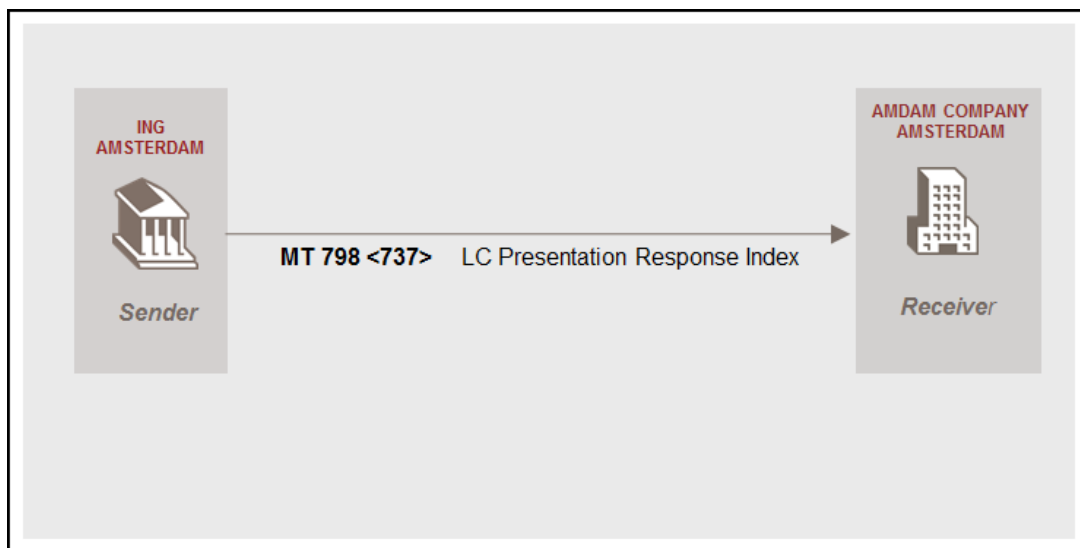 ING
AMSTERDAM
Sender
MT 798 <737> LC Presentation Response Index
AMDAM COMPANY
AMSTERDAM
Receiver